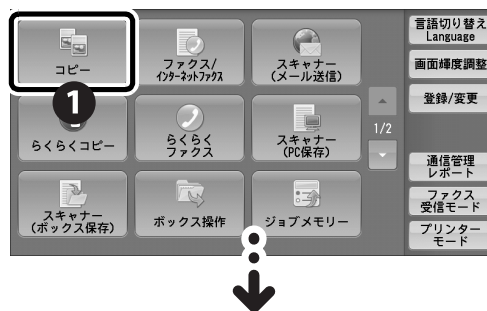 コピー
ファクス/
インターネットファクス
スキャナー
(メール送信)
1
らくらくコピー
らくらく
ファクス
スキャナー
(PC保存)
スキャナー
(ボックス保存)
ボックス操作
ジョブメモリー
1/2
言語切り替え
Language
画面輝度調整
登録/変更
通信管理
レポート
ファクス
受信モード
プリンター
モード